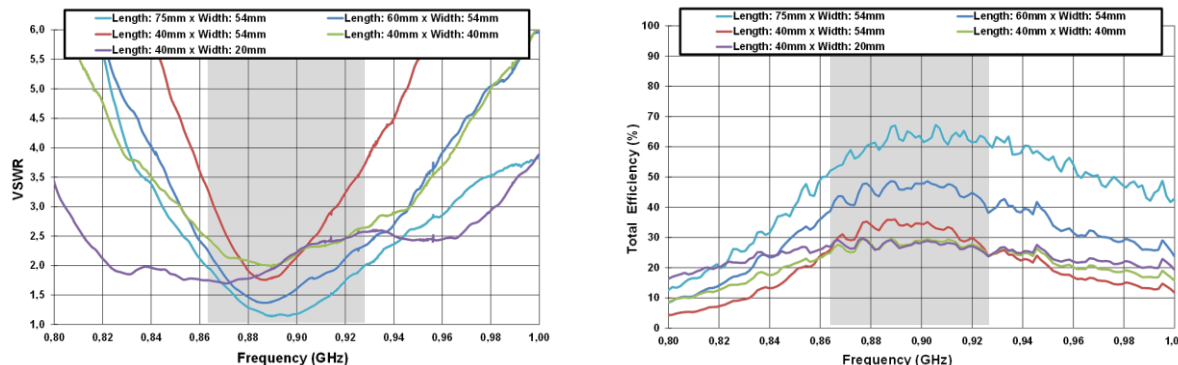 Length: 75mm x Width: 54mm Length: 60mm x Width: 54mm
Length: 40mm x Width: 54mm Length: 40mm x Width: 40mm
Length: 40mm x Width: 20mm
6,0
5,5
5,0
4,5
4,0
3,5
3,0
2,5
2,0
1,5
1,0
VSWR
0,80 0,82 0,84 0,86 0,88 0,90 0,92 0,94 0,96 0,98 1,00
Frequency (GHz)
Length: 75mm x Width: 54mm Length: 60mm x Width: 54mm
Length: 40mm x Width: 54mm Length: 40mm x Width: 40mm
Length: 40mm x Width: 20mm
100
90
80
70
60
50
40
30
20
10
0
Total Efficiency (%)
0,80 0,82 0,84 0,86 0,88 0,90 0,92 0,94 0,96 0,98 1,00
Frequency (GHz)